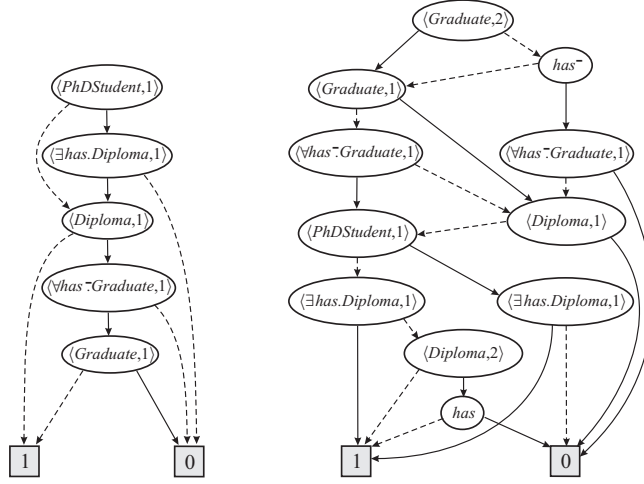 ⟨PhDStudent,1⟩
⟨∃has.Diploma,1⟩
⟨Diploma,1⟩
⟨∀has⁻.Graduate,1⟩
⟨Graduate,1⟩
1
0
⟨Graduate,2⟩
has⁻
⟨Graduate,1⟩
⟨∀has⁻.Graduate,1⟩
⟨∀has⁻.Graduate,1⟩
⟨Diploma,1⟩
⟨PhDStudent,1⟩
⟨∃has.Diploma,1⟩
⟨∃has.Diploma,1⟩
⟨Diploma,2⟩
has
1
0